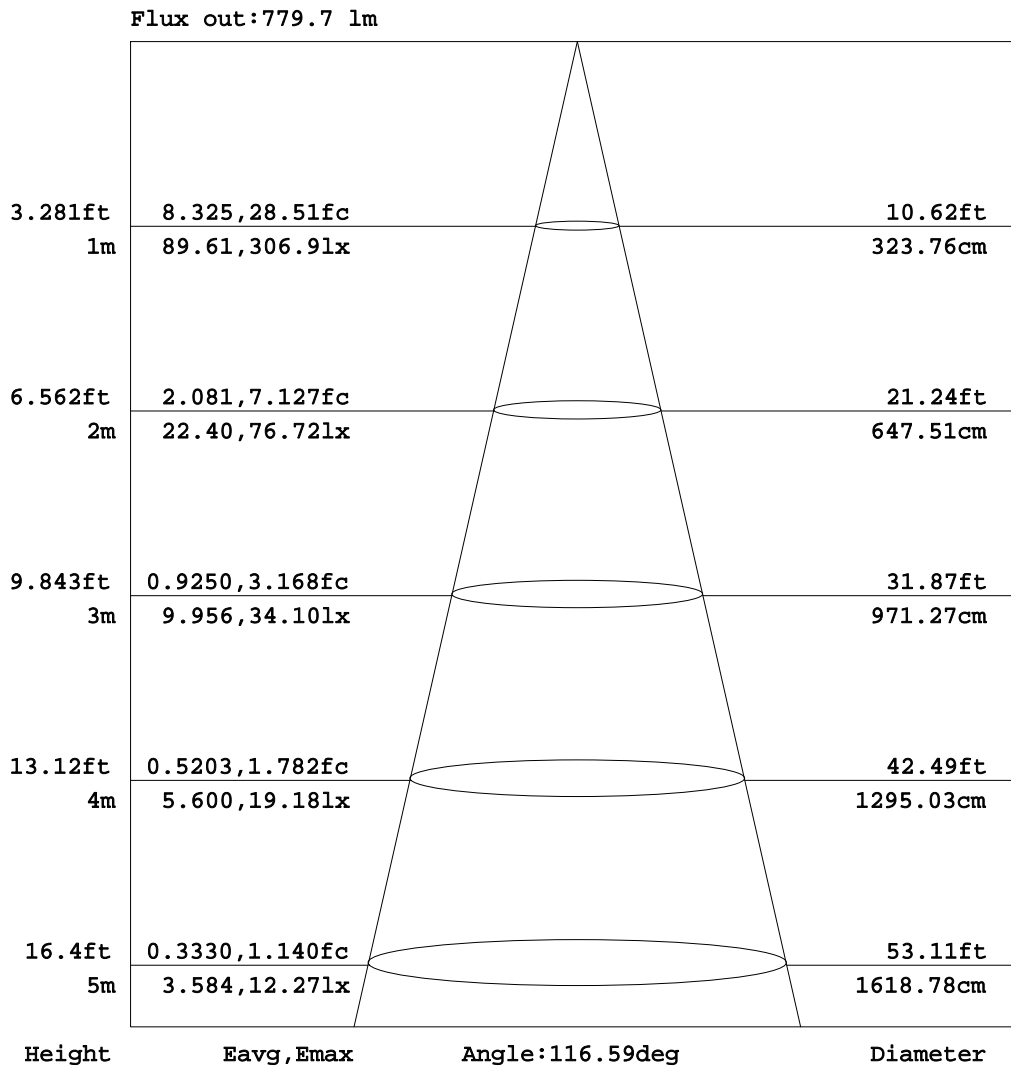 Flux out:779.7 lm
3.281ft 8.325,28.51fc 10.62ft
1m 89.61,306.9lx 323.76cm
6.562ft 2.081,7.127fc 21.24ft
2m 22.40,76.72lx 647.51cm
9.843ft 0.9250,3.168fc 31.87ft
3m 9.956,34.10lx 971.27cm
13.12ft 0.5203,1.782fc 42.49ft
4m 5.600,19.18lx 1295.03cm
16.4ft 0.3330,1.140fc 53.11ft
5m 3.584,12.27lx 1618.78cm
Height Eavg,Emax Angle:116.59deg Diameter